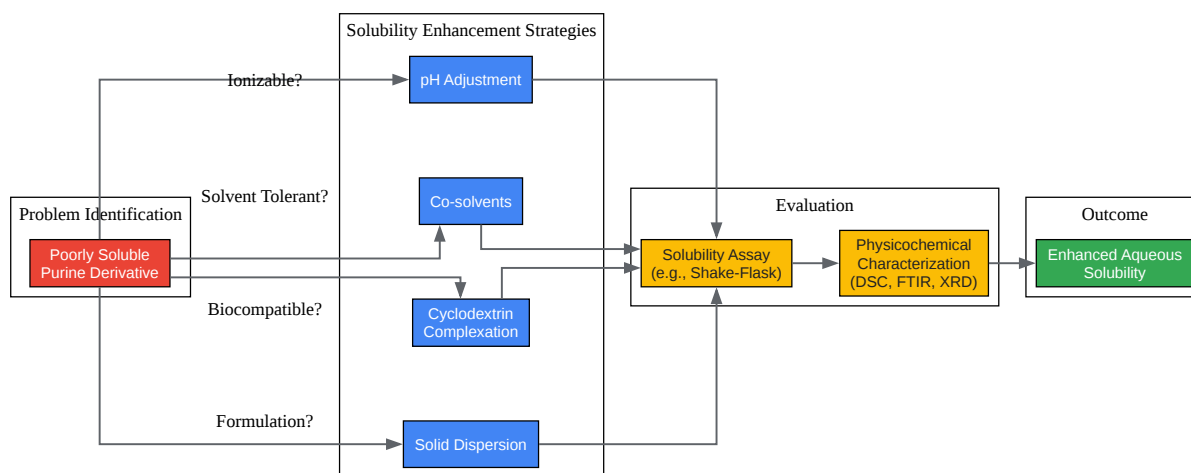 Solubility Enhancement Strategies
Ionizable?
pH Adjustment
Solvent Tolerant?
Co-solvents
Problem Identification
Poorly Soluble
Purine Derivative
Biocompatible?
Cyclodextrin
Complexation
Formulation?
Solid Dispersion
Evaluation
Solubility Assay
(e.g., Shake-Flask)
Physicochemical
Characterization
(DSC, FTIR, XRD)
Outcome
Enhanced Aqueous
Solubility